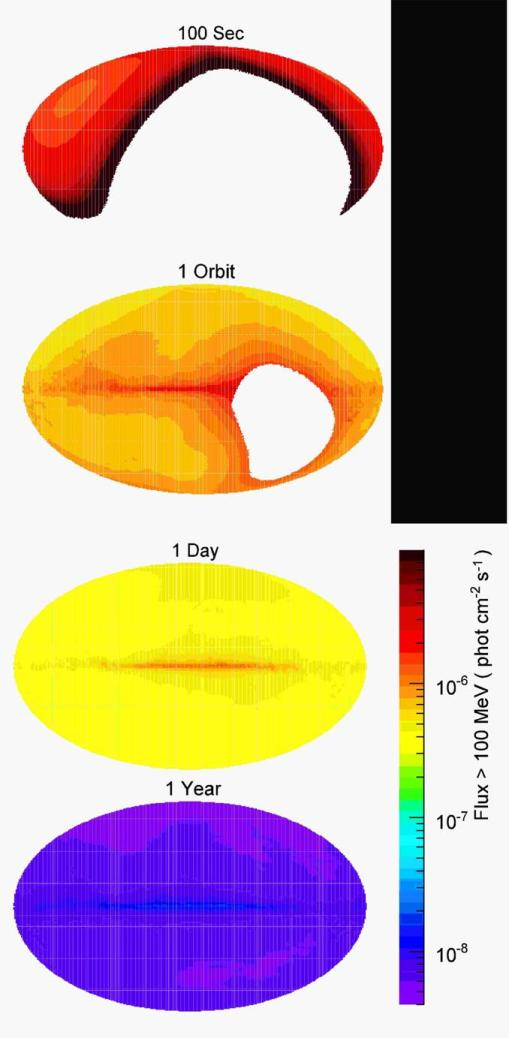 100 Sec
1 Orbit
1 Day
1 Year
10⁻⁶
10⁻⁷
10⁻⁸
Flux > 100 MeV ( phot cm⁻² s⁻¹ )